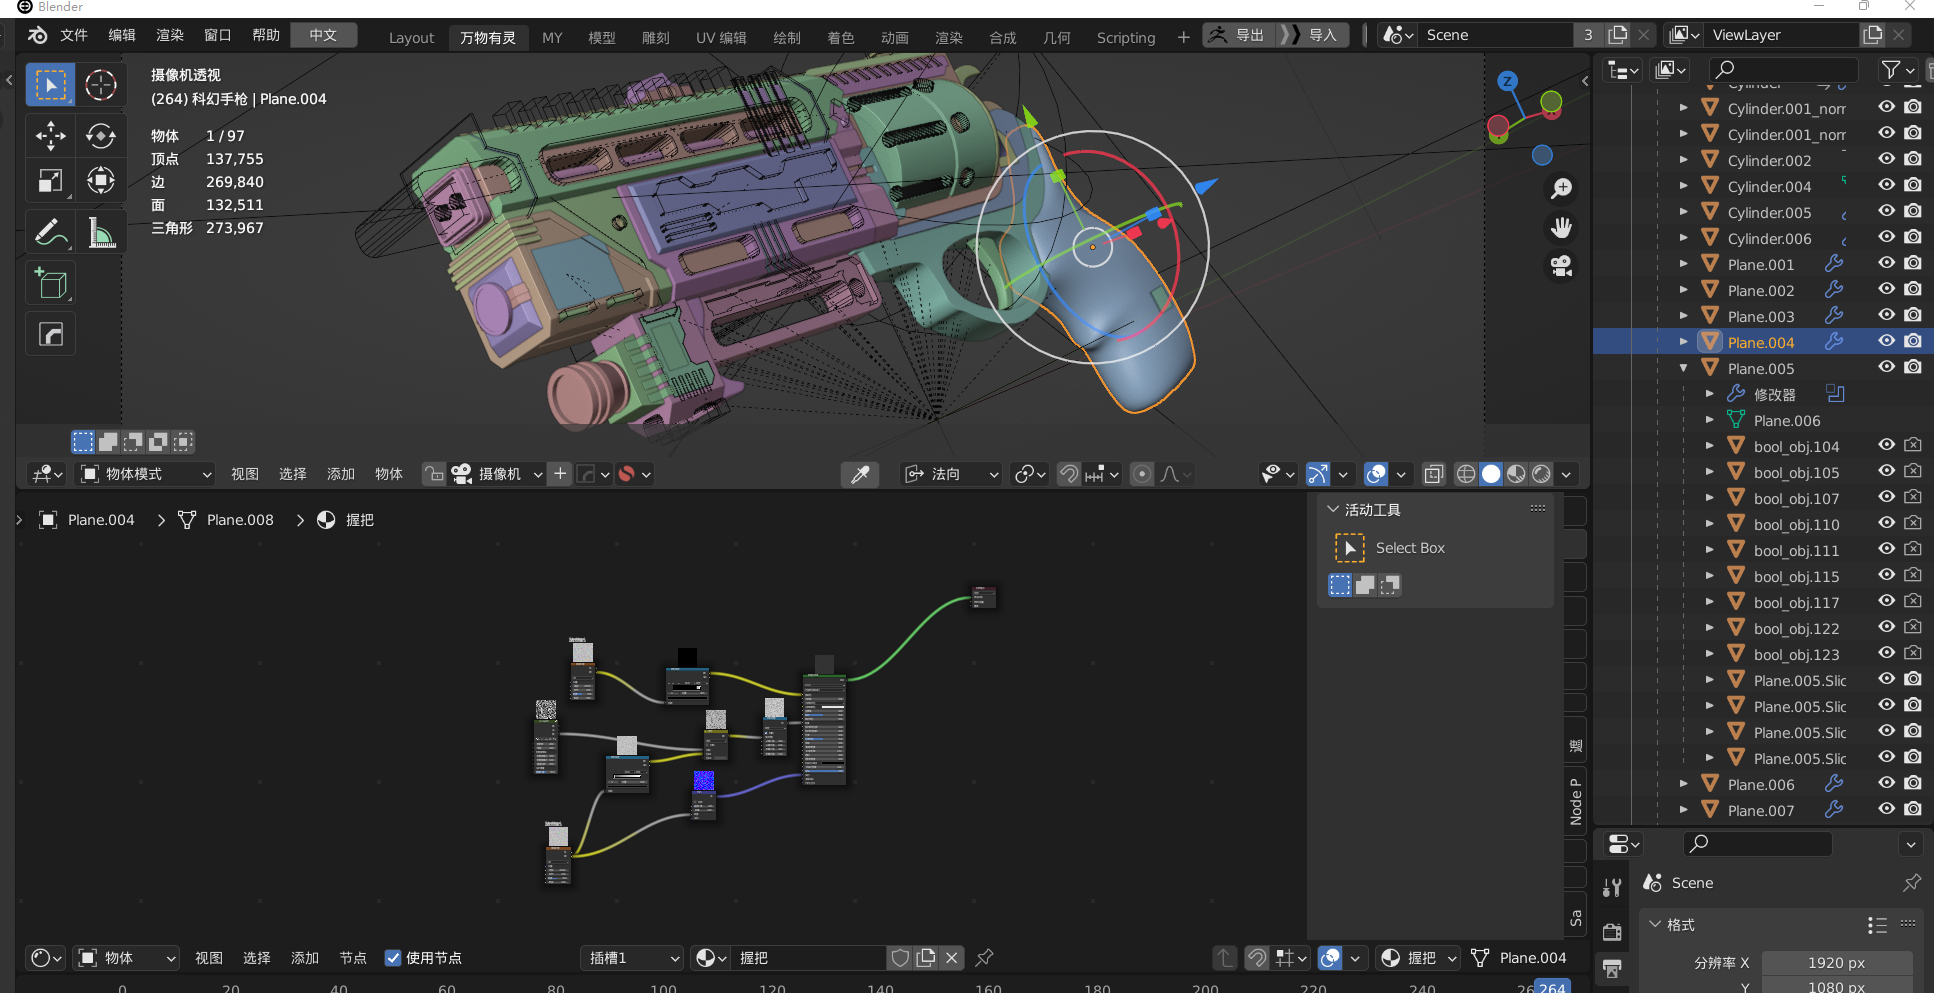 Blender
文件 编辑 渲染 窗口 帮助 中文 Layout 万物有灵 MY 模型 雕刻 UV 编辑 绘制 着色 动画 渲染 合成 几何 Scripting + 导出 导入 Scene 3 ViewLayer
摄像机透视
(264) 科幻手枪 | Plane.004
物体 1 / 97
顶点 137,755
边 269,840
面 132,511
三角形 273,967
Z
Cylinder
Cylinder.001_norr
Cylinder.001_norr
Cylinder.002
Cylinder.004
Cylinder.005
Cylinder.006
Plane.001
Plane.002
Plane.003
Plane.004
Plane.005
修改器
Plane.006
bool_obj.104
bool_obj.105
bool_obj.107
bool_obj.110
bool_obj.111
bool_obj.115
bool_obj.117
bool_obj.122
bool_obj.123
Plane.005.Slic
Plane.005.Slic
Plane.005.Slic
Plane.005.Slic
Plane.006
Plane.007
物体模式 视图 选择 添加 物体 摄像机 法向
Plane.004 > Plane.008 > 握把
活动工具
Select Box
Node P
Sa
Scene
格式
分辨率 X 1920 px
Y 1080 px
物体 视图 选择 添加 节点 使用节点 插槽1 握把 握把 Plane.004
0 20 40 60 80 100 120 140 160 180 200 220 240 26 264